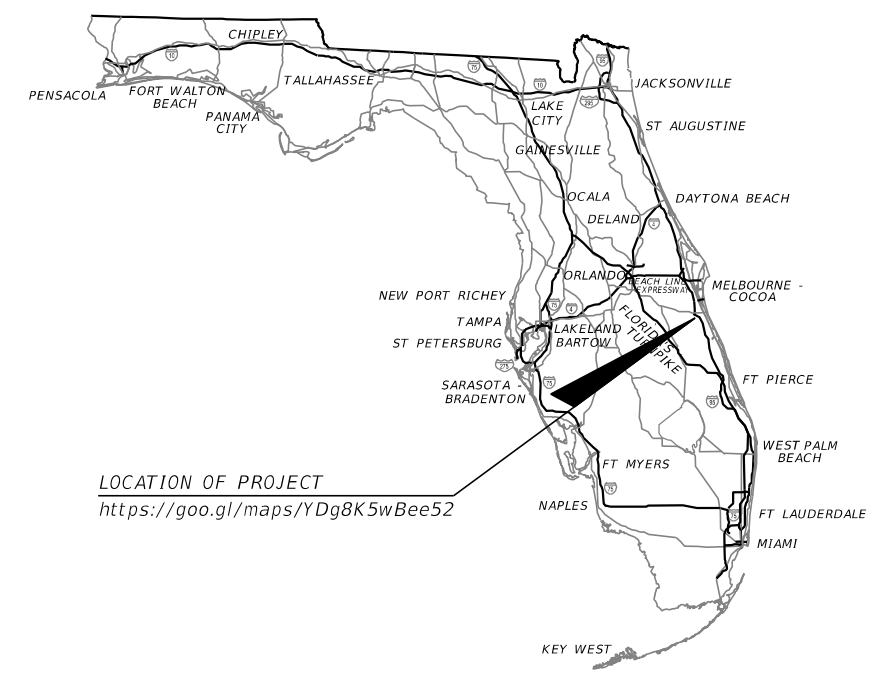 CHIPLEY
10
PENSACOLA
FORT WALTON
BEACH
PANAMA
CITY
TALLAHASSEE
75
10
95
295
JACKSONVILLE
LAKE
CITY
ST AUGUSTINE
GAINESVILLE
OCALA
DAYTONA BEACH
DELAND
4
ORLANDO
BEACH LINE
EXPRESSWAY
MELBOURNE -
COCOA
NEW PORT RICHEY
75
4
TAMPA
ST PETERSBURG
LAKELAND
BARTOW
FLORIDA'S
TURNPIKE
275
75
SARASOTA -
BRADENTON
FT PIERCE
95
WEST PALM
BEACH
FT MYERS
LOCATION OF PROJECT
https://goo.gl/maps/YDg8K5wBee52
75
NAPLES
75
FT LAUDERDALE
MIAMI
KEY WEST